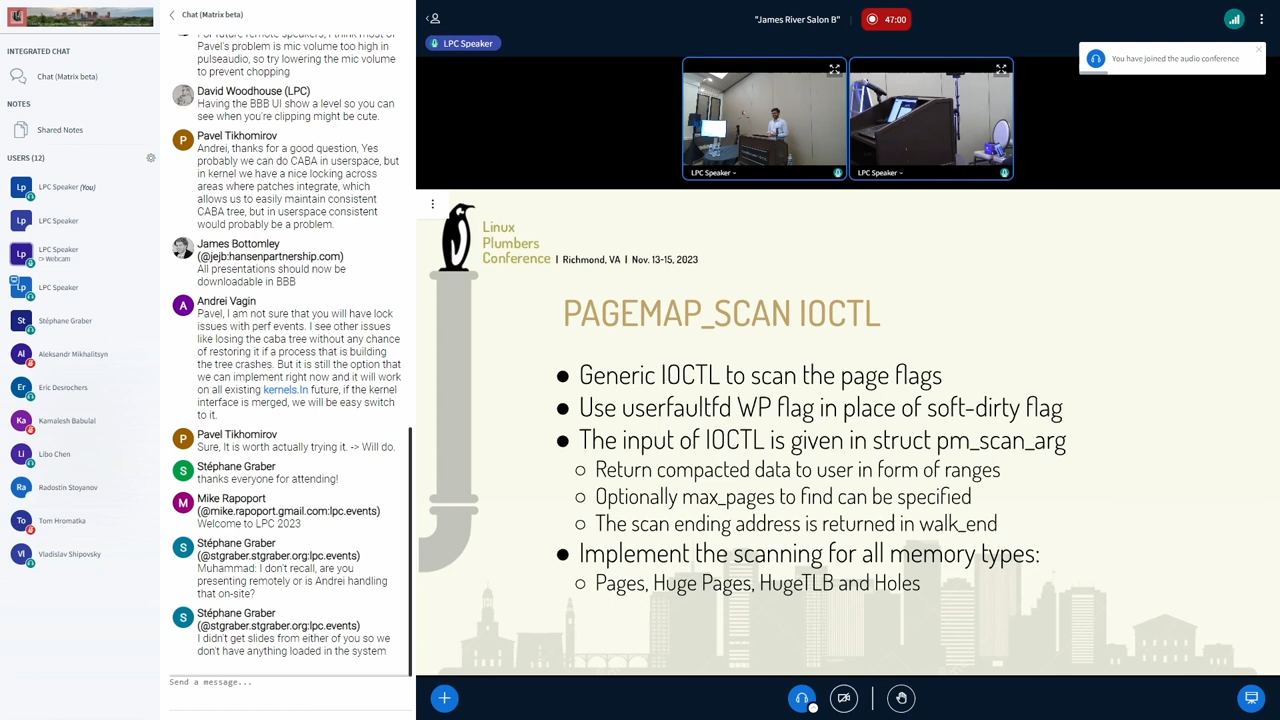 INTEGRATED CHAT
Chat (Matrix beta)
NOTES
Shared Notes
USERS (12)
Lp LPC Speaker (You)
Lp LPC Speaker
Lp LPC Speaker
Webcam
Lp LPC Speaker
St Stéphane Graber
Al Aleksandr Mikhalitsyn
Er Eric Desrochers
Ka Kamalesh Babulal
Li Libo Chen
Ra Radostin Stoyanov
To Tom Hromatka
Vl Vladislav Shipovsky
Chat (Matrix beta)
For future remote speakers, I think most of
Pavel's problem is mic volume too high in
pulseaudio, so try lowering the mic volume
to prevent chopping
David Woodhouse (LPC)
Having the BBB UI show a level so you can
see when you're clipping might be cute.
P Pavel Tikhomirov
Andrei, thanks for a good question, Yes
probably we can do CABA in userspace, but
in kernel we have a nice locking across
areas where patches integrate, which
allows us to easily maintain consistent
CABA tree, but in userspace consistent
would probably be a problem.
James Bottomley
(@jejb:hansenpartnership.com)
All presentations should now be
downloadable in BBB
A Andrei Vagin
Pavel, I am not sure that you will have lock
issues with perf events. I see other issues
like losing the caba tree without any chance
of restoring it if a process that is building
the tree crashes. But it is still the option that
we can implement right now and it will work
on all existing kernels.In future, if the kernel
interface is merged, we will be easy switch
to it.
P Pavel Tikhomirov
Sure, It is worth actually trying it. -> Will do.
S Stéphane Graber
thanks everyone for attending!
M Mike Rapoport
(@mike.rapoport.gmail.com:lpc.events)
Welcome to LPC 2023
S Stéphane Graber
(@stgraber.stgraber.org:lpc.events)
Muhammad: I don't recall, are you
presenting remotely or is Andrei handling
that on-site?
S Stéphane Graber
(@stgraber.stgraber.org:lpc.events)
I didn't get slides from either of you so we
don't have anything loaded in the system
Send a message...
"James River Salon B"
47:00
LPC Speaker
You have joined the audio conference
LPC Speaker
LPC Speaker
Linux
Plumbers
Conference | Richmond, VA | Nov. 13-15, 2023
PAGEMAP_SCAN IOCTL
● Generic IOCTL to scan the page flags
● Use userfaultfd WP flag in place of soft-dirty flag
● The input of IOCTL is given in struct pm_scan_arg
○ Return compacted data to user in form of ranges
○ Optionally max_pages to find can be specified
○ The scan ending address is returned in walk_end
● Implement the scanning for all memory types:
○ Pages, Huge Pages, HugeTLB and Holes